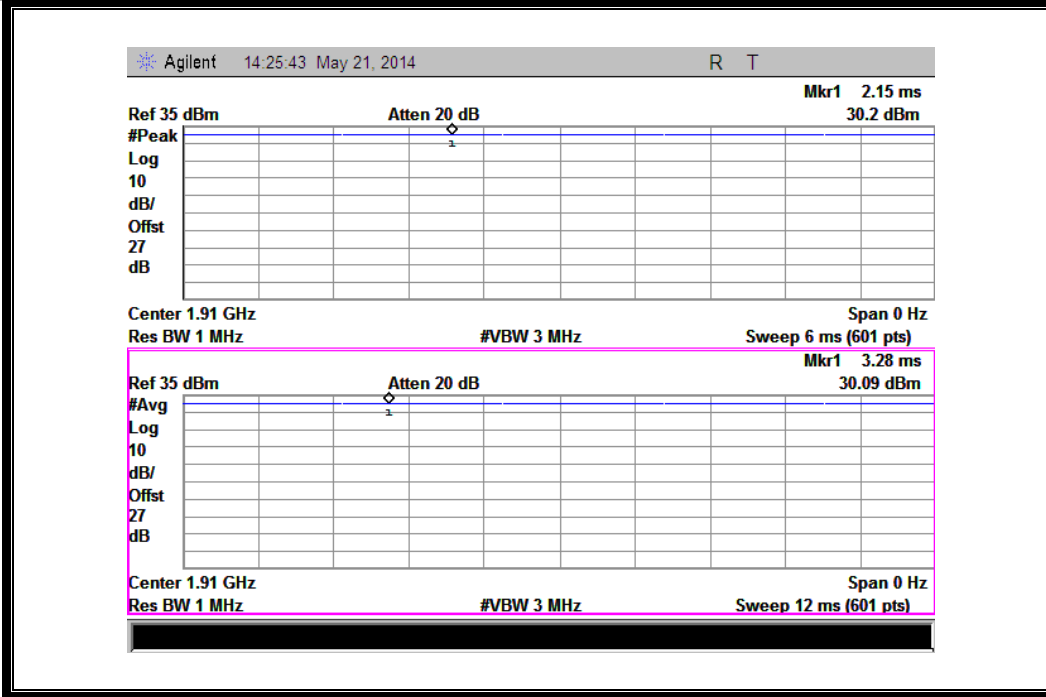 Agilent 14:25:43 May 21, 2014 R T
Mkr1 2.15 ms
Ref 35 dBm Atten 20 dB 30.2 dBm
#Peak
1
Log
10
dB/
Offst
27
dB
Center 1.91 GHz Span 0 Hz
Res BW 1 MHz #VBW 3 MHz Sweep 6 ms (601 pts)
Mkr1 3.28 ms
Ref 35 dBm Atten 20 dB 30.09 dBm
#Avg
1
Log
10
dB/
Offst
27
dB
Center 1.91 GHz Span 0 Hz
Res BW 1 MHz #VBW 3 MHz Sweep 12 ms (601 pts)